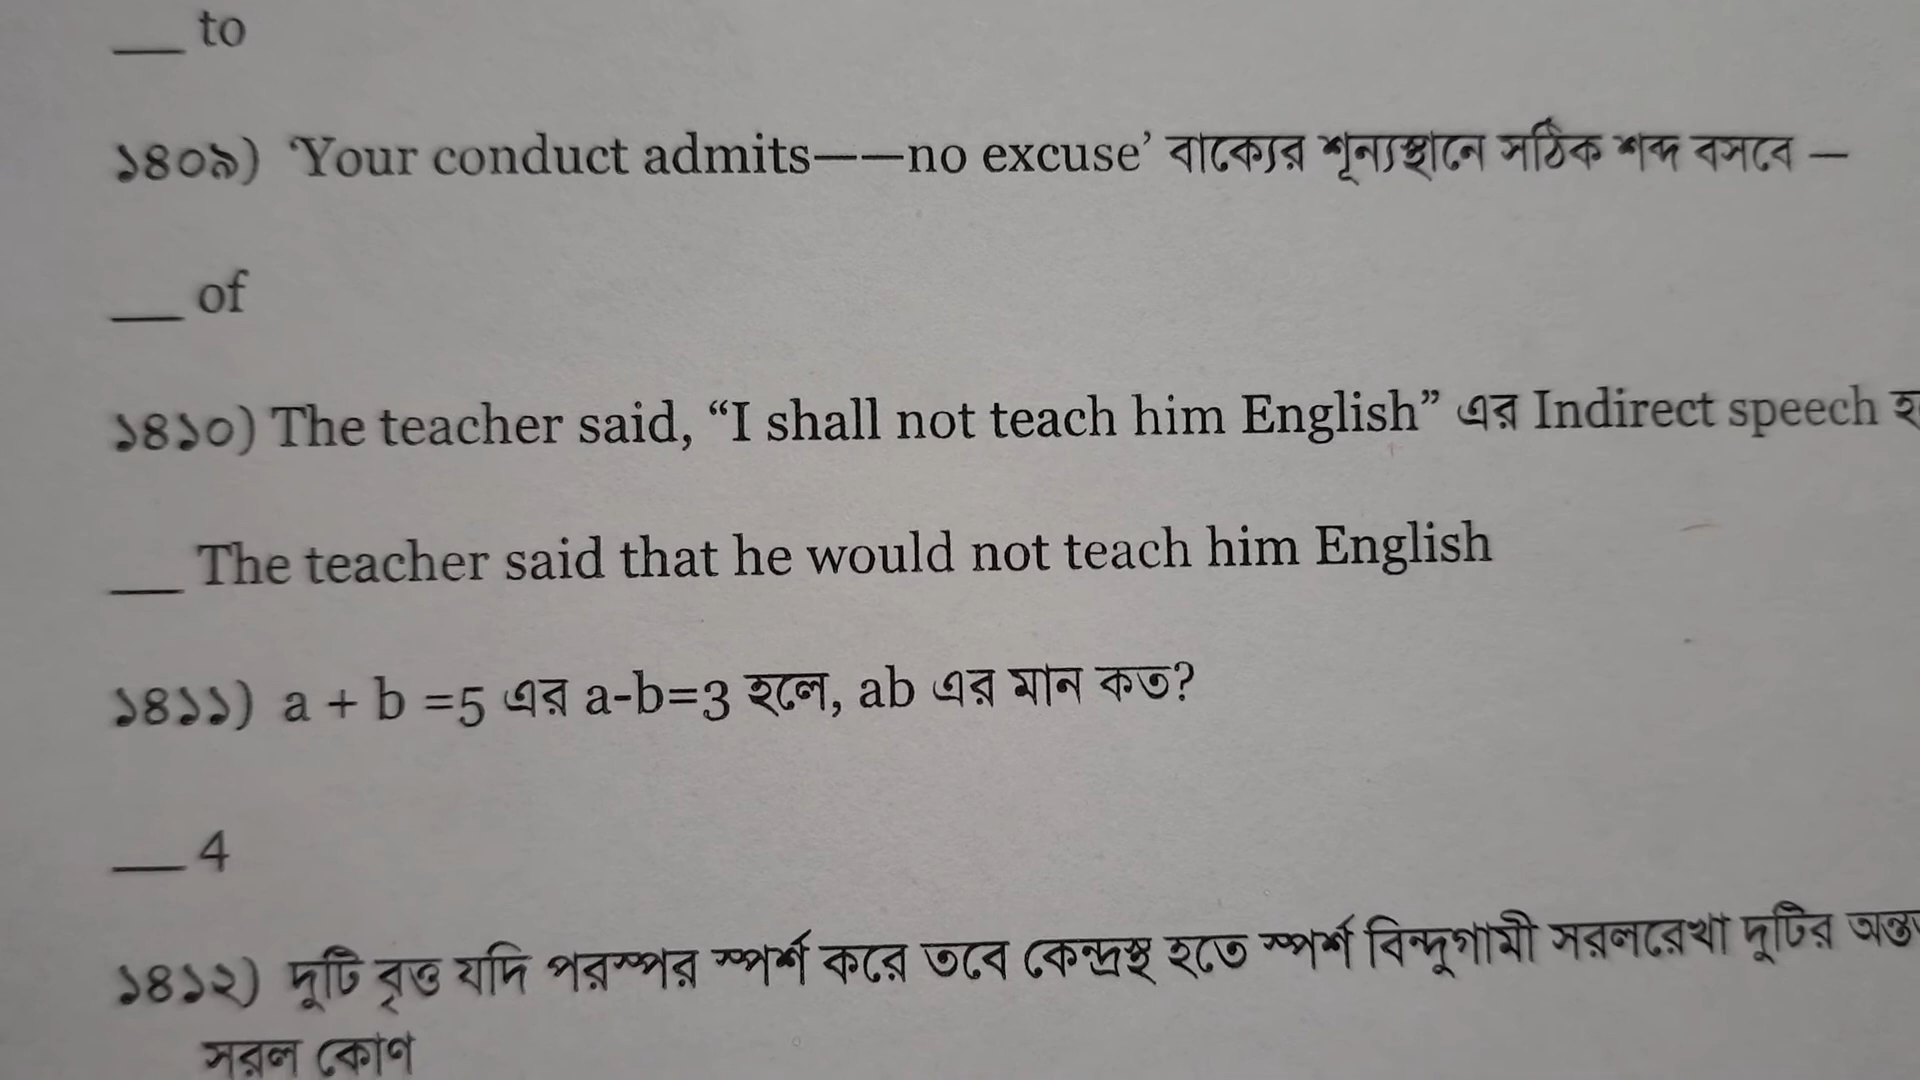 __ to
১৪০৯) ‘Your conduct admits——no excuse’ বাক্যের শূন্যস্থানে সঠিক শব্দ বসবে –
__ of
১৪১০) The teacher said, “I shall not teach him English” এর Indirect speech
__ The teacher said that he would not teach him English
১৪১১) a + b =5 এর a-b=3 হলে, ab এর মান কত?
__ 4
১৪১২) দুটি বৃত্ত যদি পরস্পর স্পর্শ করে তবে কেন্দ্রস্থ হতে স্পর্শ বিন্দুগামী সরলরেখা দুটির
সরল কোণ